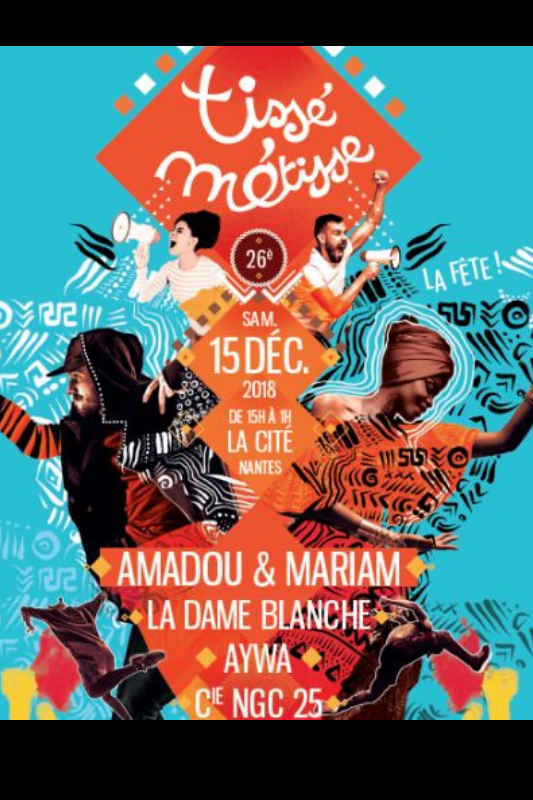 tissé
métisse
26è
LA FÊTE !
SAM.
15 DÉC.
2018
DE 15H À 1H
LA CITÉ
NANTES
AMADOU & MARIAM
LA DAME BLANCHE
AYWA
CIE NGC 25